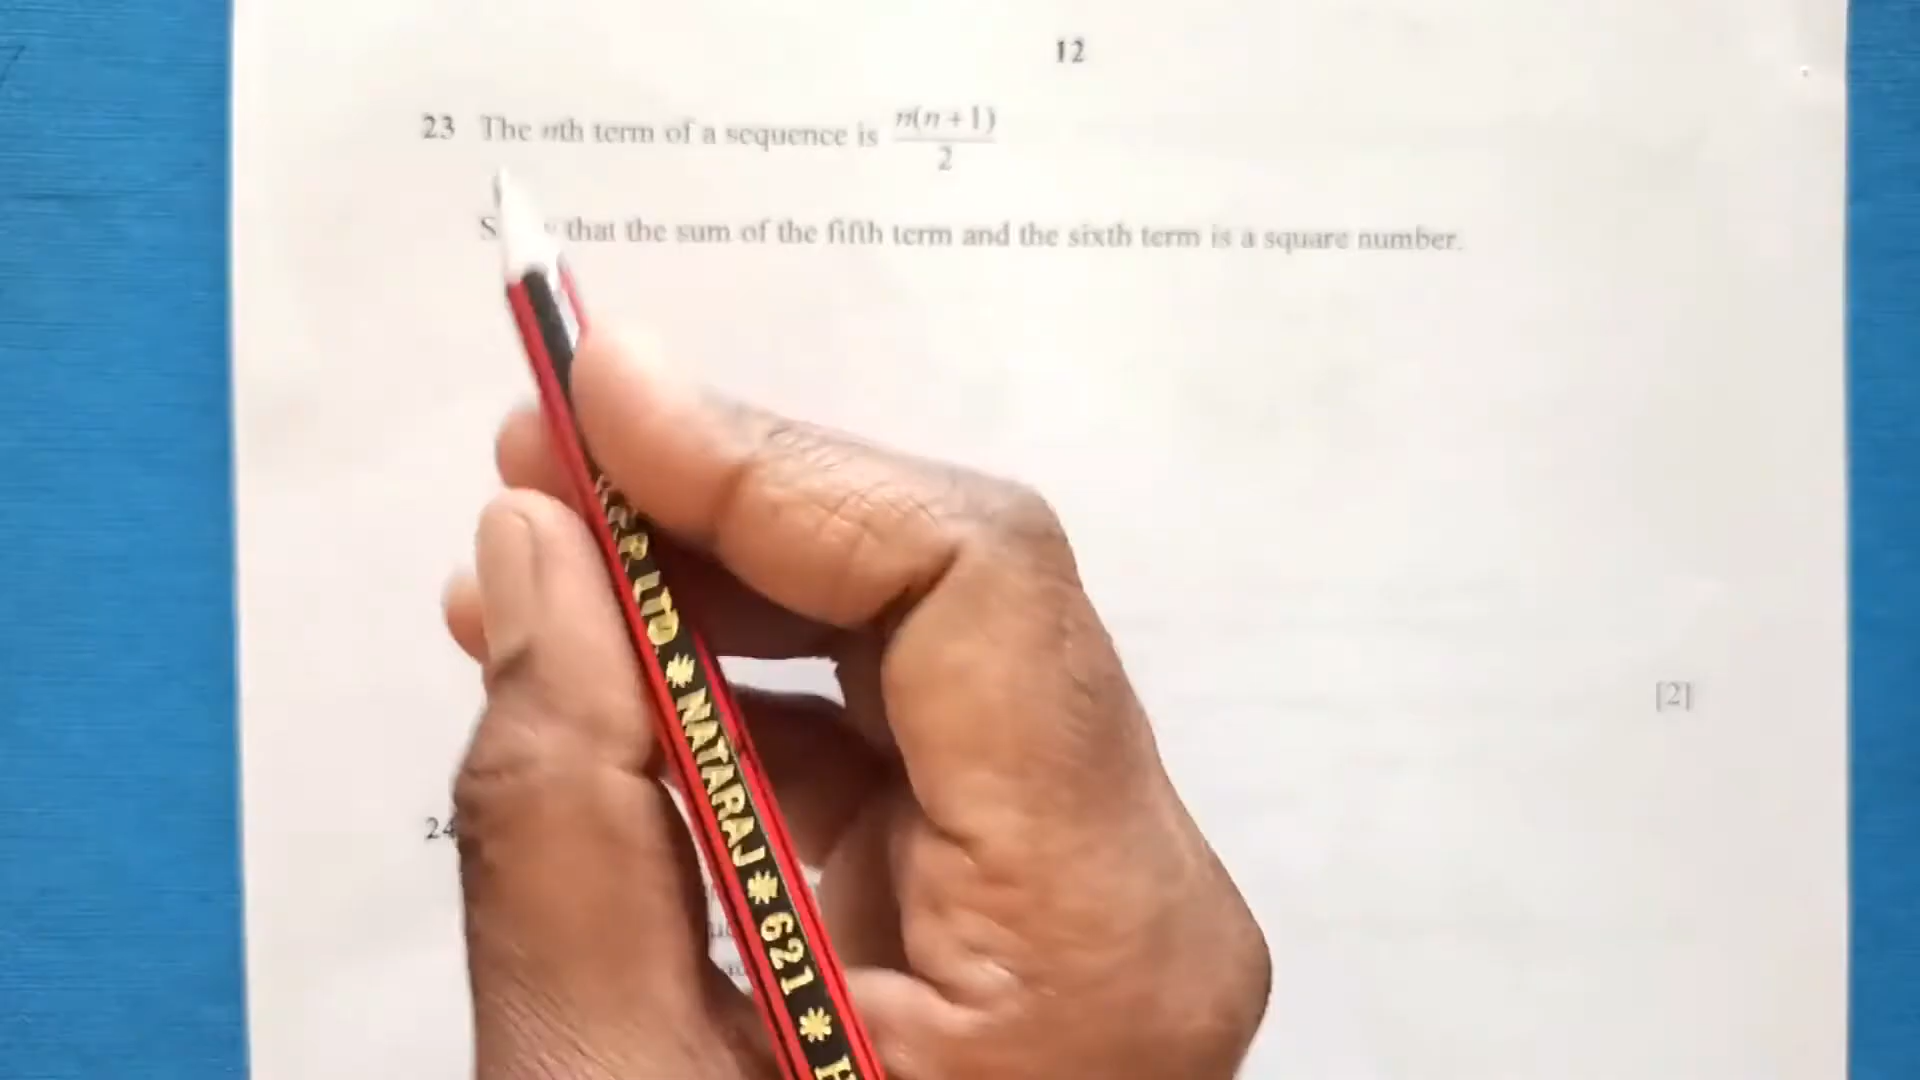 12
23 The nth term of a sequence is n(n+1)/2
that the sum of the fifth term and the sixth term is a square number.
[2]
24
LTD * NATARAJ * 621 *